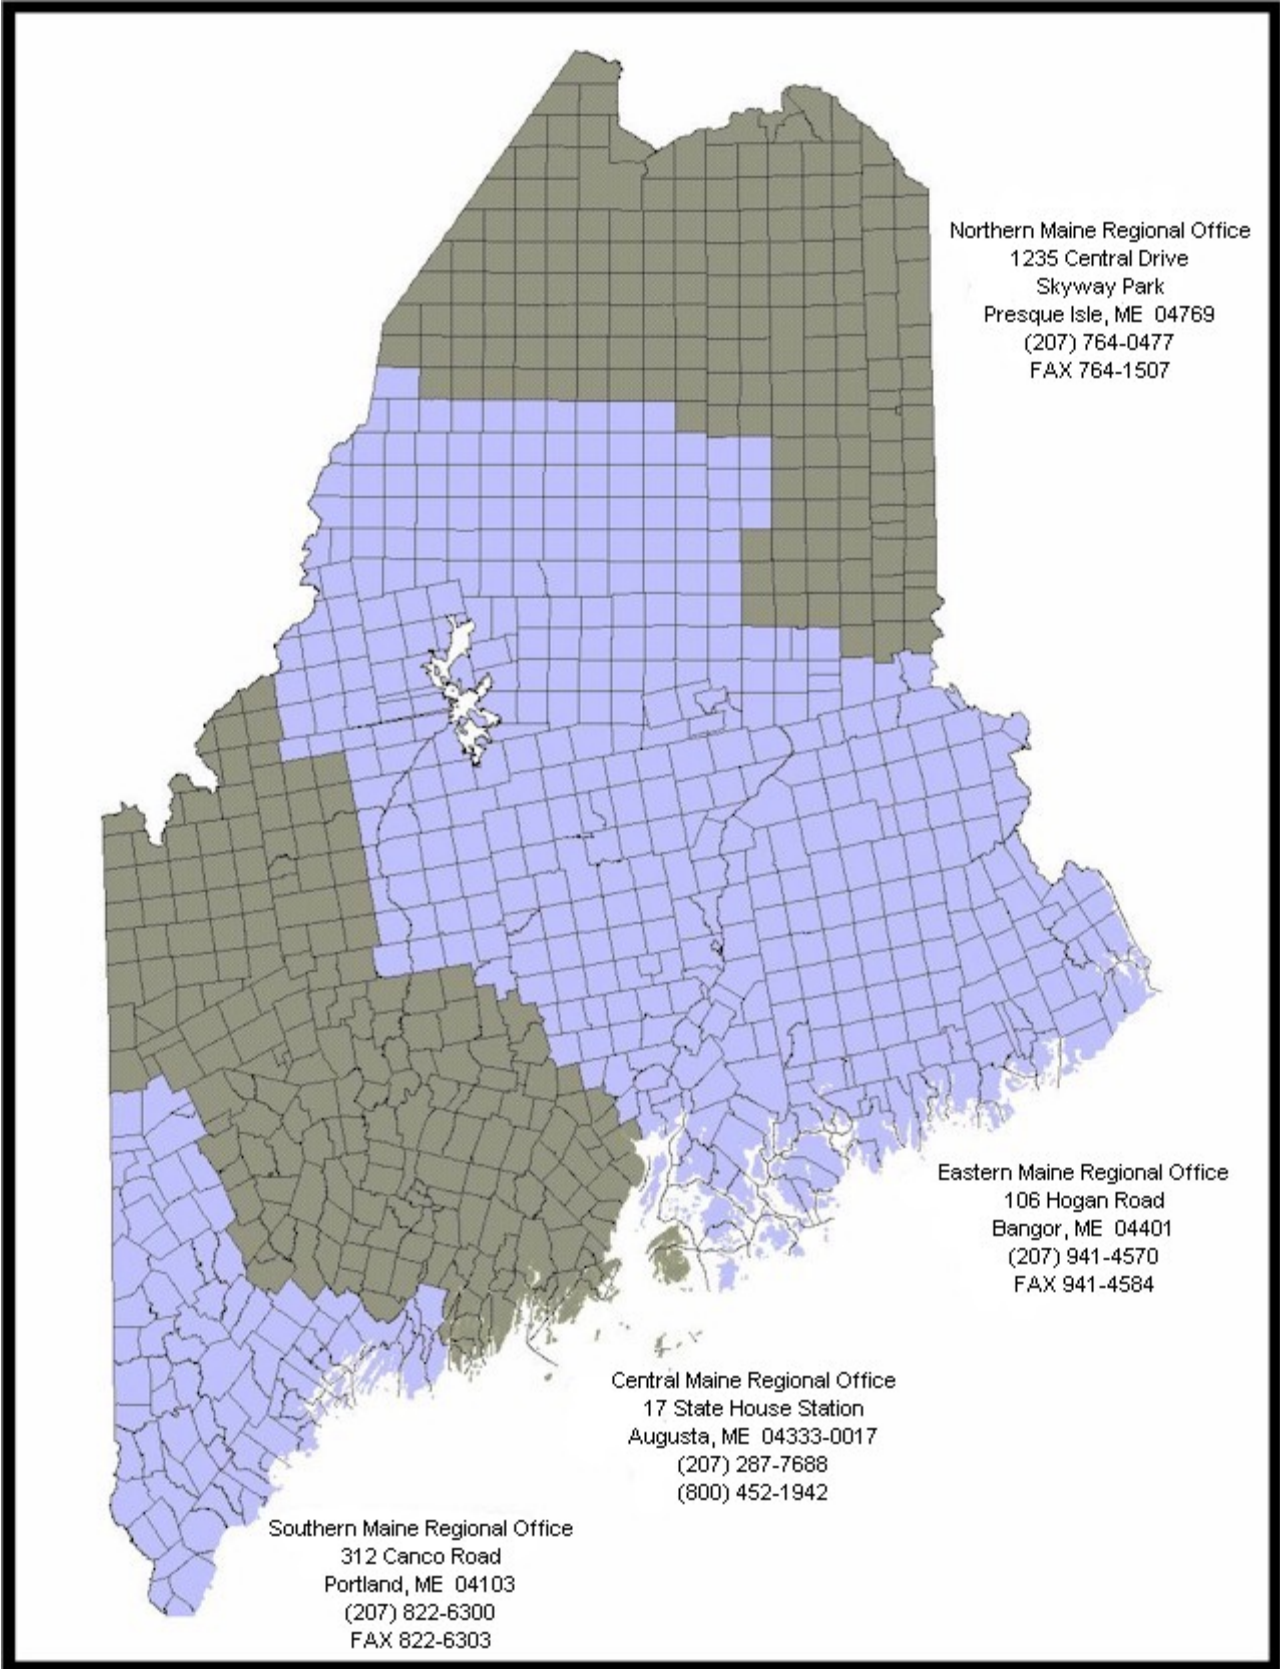 Northern Maine Regional Office
1235 Central Drive
Skyway Park
Presque Isle, ME 04769
(207) 764-0477
FAX 764-1507
Eastern Maine Regional Office
106 Hogan Road
Bangor, ME 04401
(207) 941-4570
FAX 941-4584
Central Maine Regional Office
17 State House Station
Augusta, ME 04333-0017
(207) 287-7688
(800) 452-1942
Southern Maine Regional Office
312 Canco Road
Portland, ME 04103
(207) 822-6300
FAX 822-6303